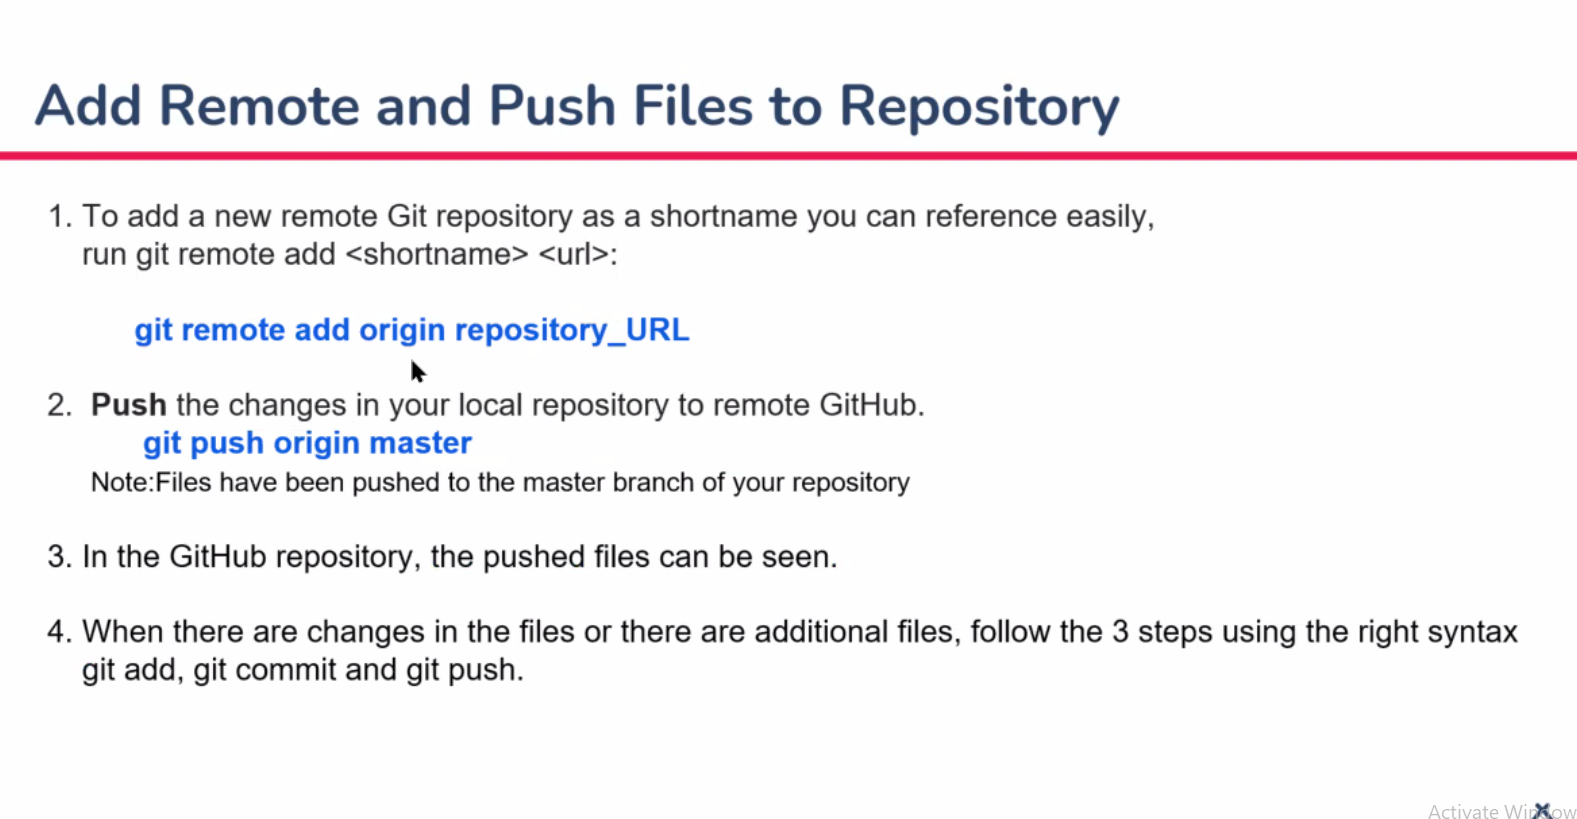 Add Remote and Push Files to Repository
1. To add a new remote Git repository as a shortname you can reference easily,
run git remote add <shortname> <url>:
git remote add origin repository_URL
2. Push the changes in your local repository to remote GitHub.
git push origin master
Note:Files have been pushed to the master branch of your repository
3. In the GitHub repository, the pushed files can be seen.
4. When there are changes in the files or there are additional files, follow the 3 steps using the right syntax
git add, git commit and git push.
Activate Window